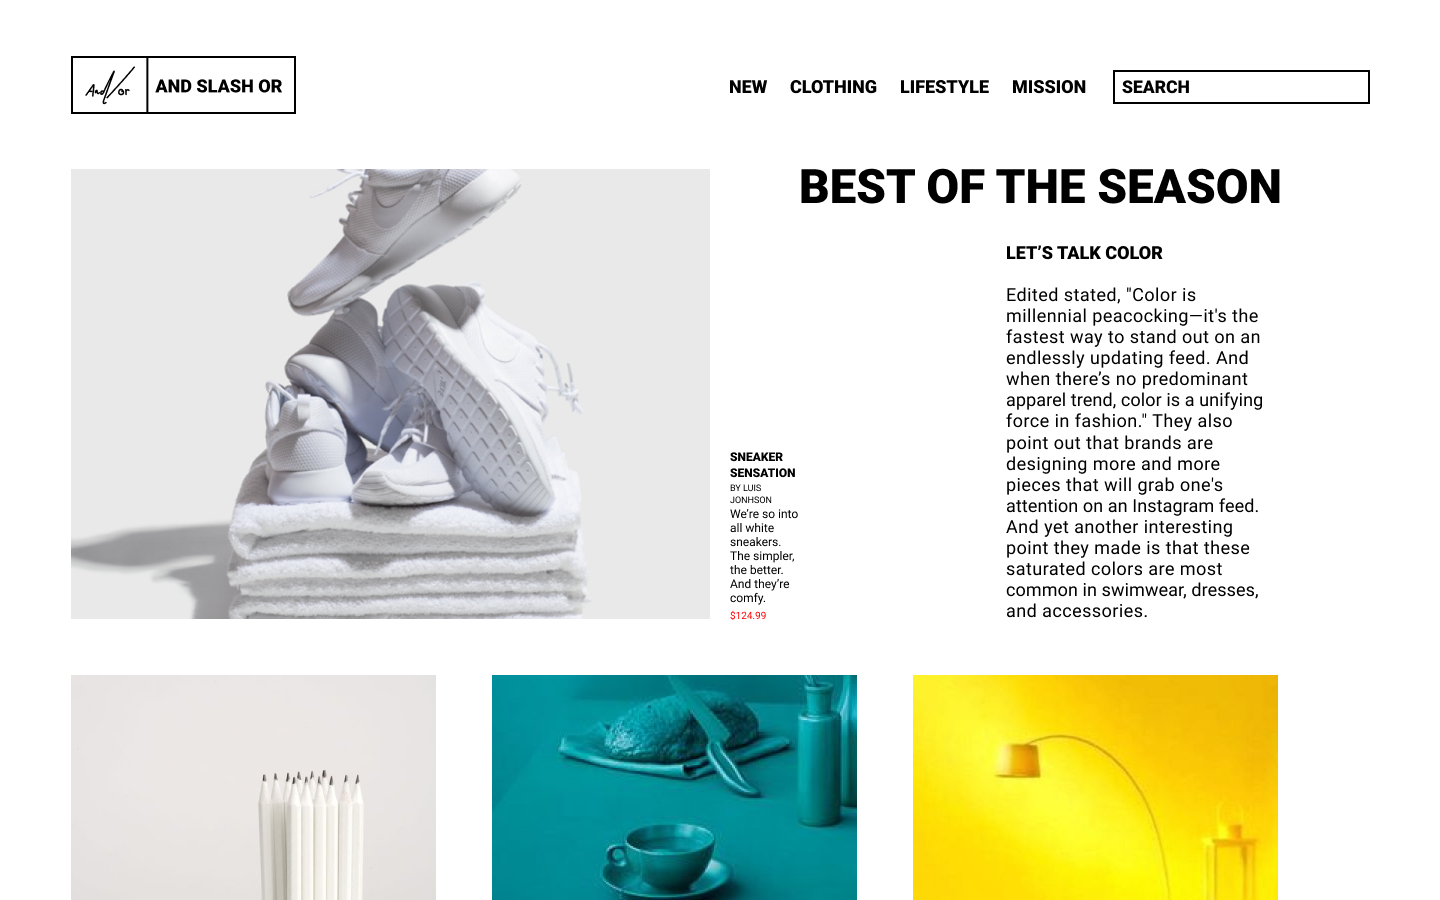 And/or
AND SLASH OR
NEW
CLOTHING
LIFESTYLE
MISSION
SEARCH
BEST OF THE SEASON
LET’S TALK COLOR
Edited stated, "Color is
millennial peacocking—it's the
fastest way to stand out on an
endlessly updating feed. And
when there’s no predominant
apparel trend, color is a unifying
force in fashion." They also
point out that brands are
designing more and more
pieces that will grab one's
attention on an Instagram feed.
And yet another interesting
point they made is that these
saturated colors are most
common in swimwear, dresses,
and accessories.
SNEAKER
SENSATION
BY LUIS
JONHSON
We’re so into
all white
sneakers.
The simpler,
the better.
And they’re
comfy.
$124.99